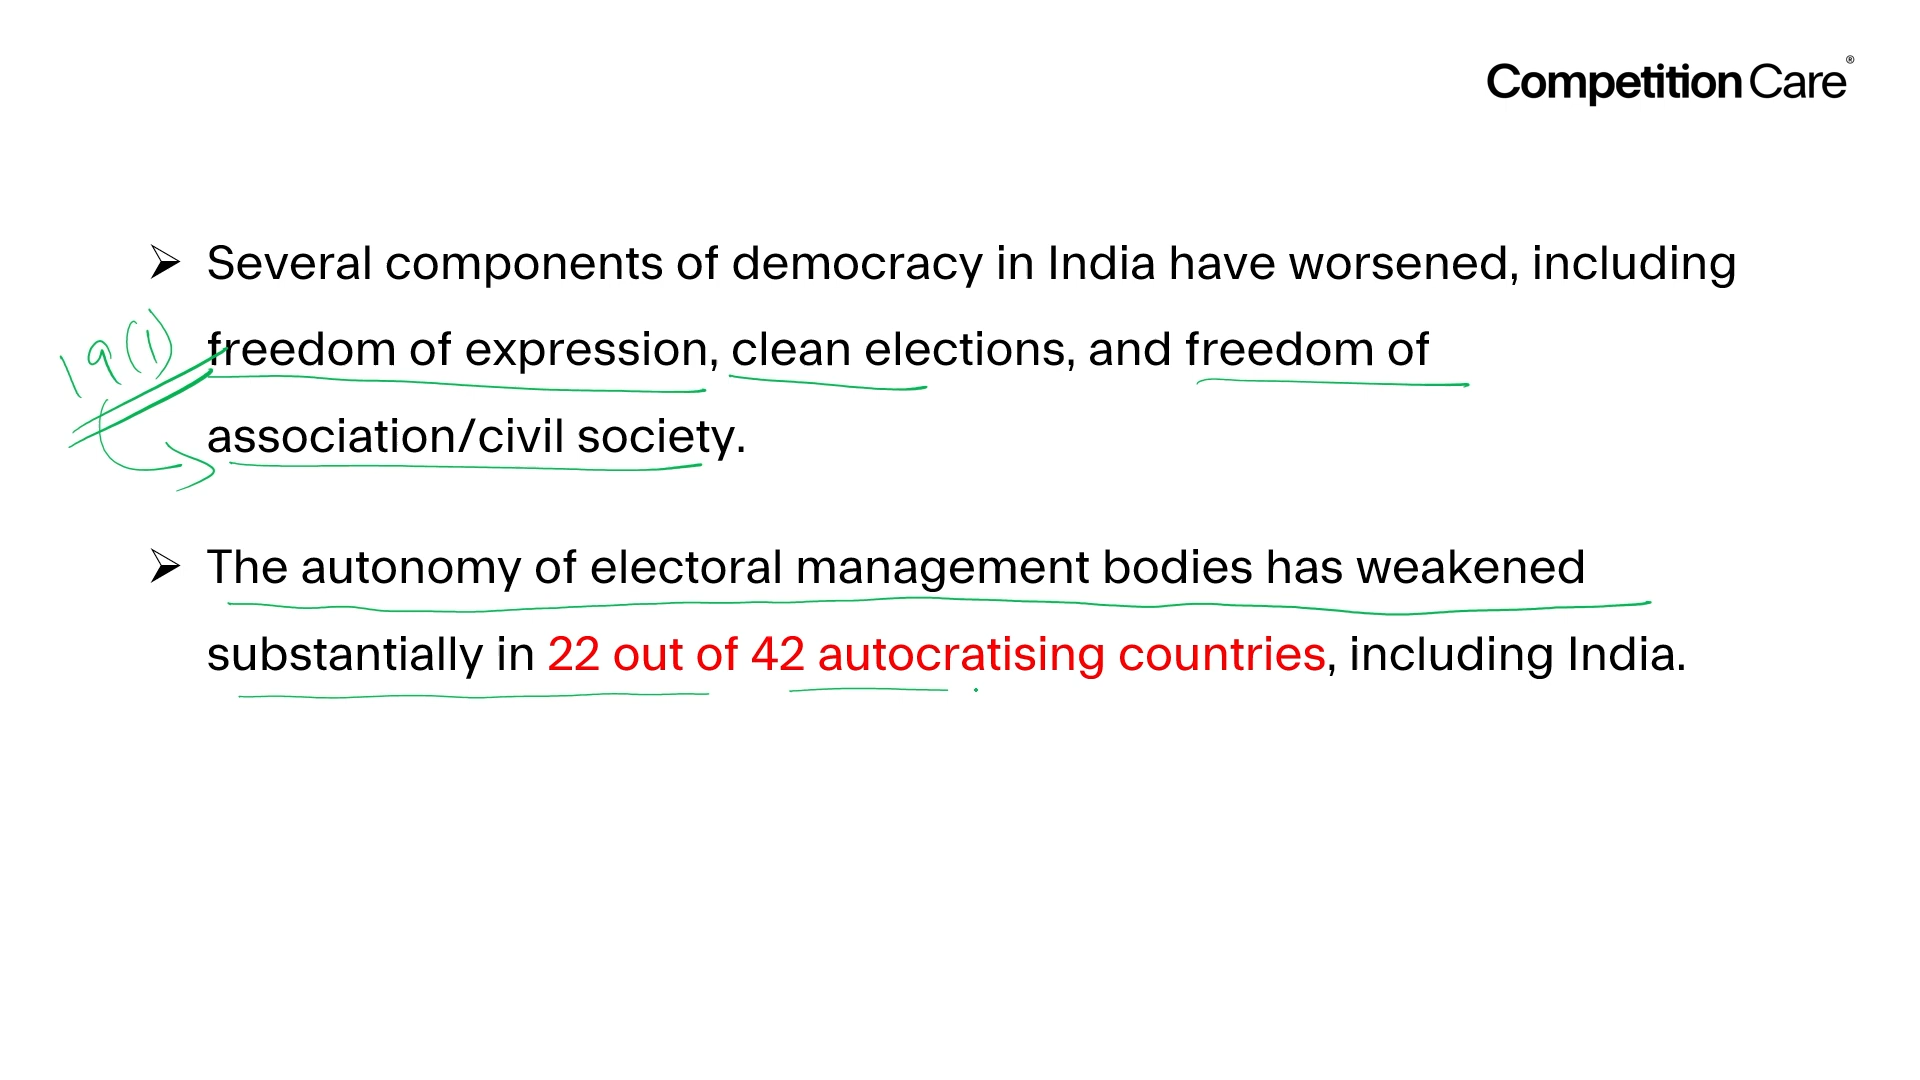 Competition Care®
➢ Several components of democracy in India have worsened, including
19(1)
freedom of expression, clean elections, and freedom of
association/civil society.
➢ The autonomy of electoral management bodies has weakened
substantially in 22 out of 42 autocratising countries, including India.